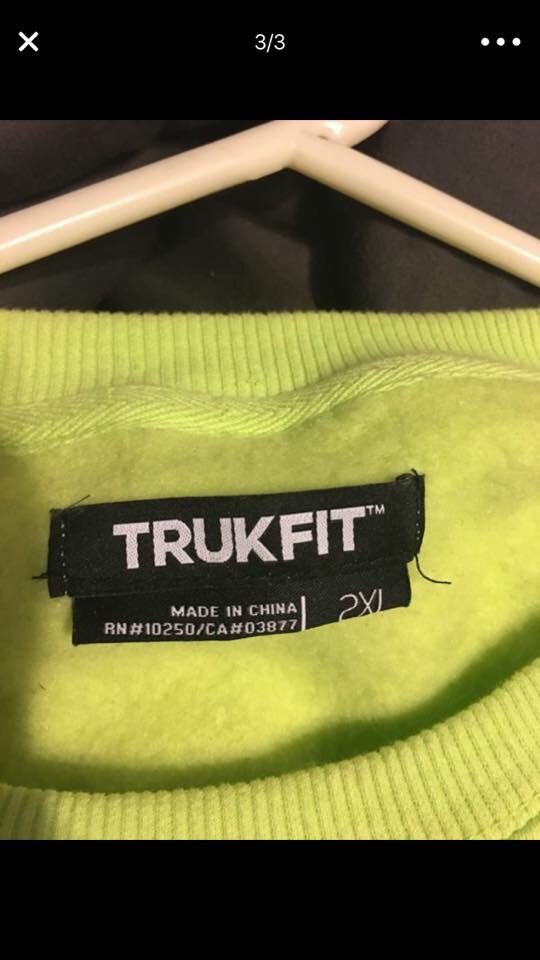 3/3
TRUKFIT™
MADE IN CHINA
RN#10250/CA#03877
2XL